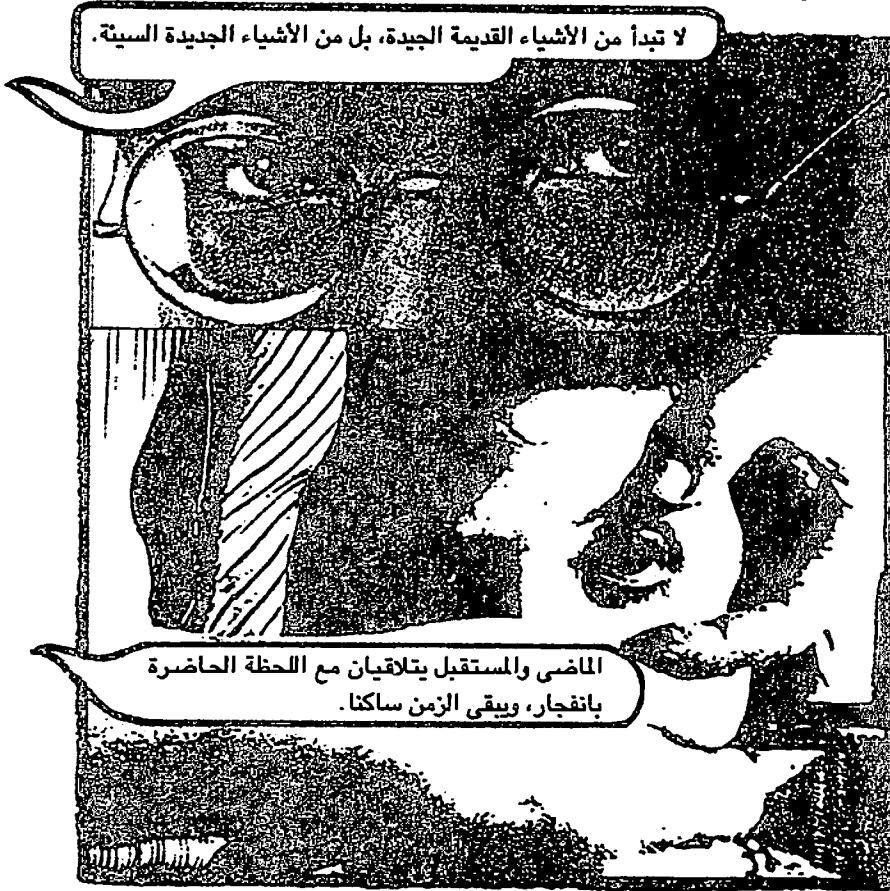 لا تبدأ من الأشياء القديمة الجيدة، بل من الأشياء الجديدة السيئة.
الماضى والمستقبل يتلاقيان مع اللحظة الحاضرة
بانفجار، ويبقى الزمن ساكنا.